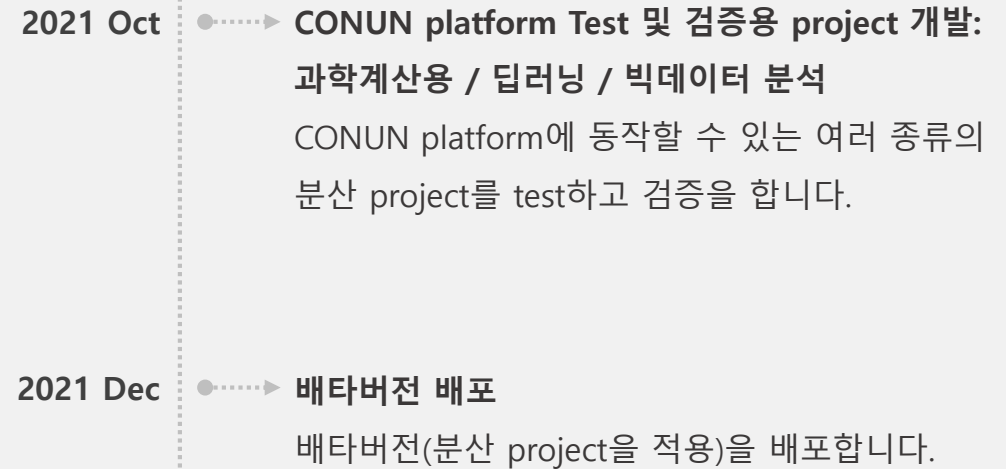 2021 Oct CONUN platform Test 및 검증용 project 개발:
과학계산용 / 딥러닝 / 빅데이터 분석
CONUN platform에 동작할 수 있는 여러 종류의
분산 project를 test하고 검증을 합니다.
2021 Dec 배타버전 배포
배타버전(분산 project을 적용)을 배포합니다.